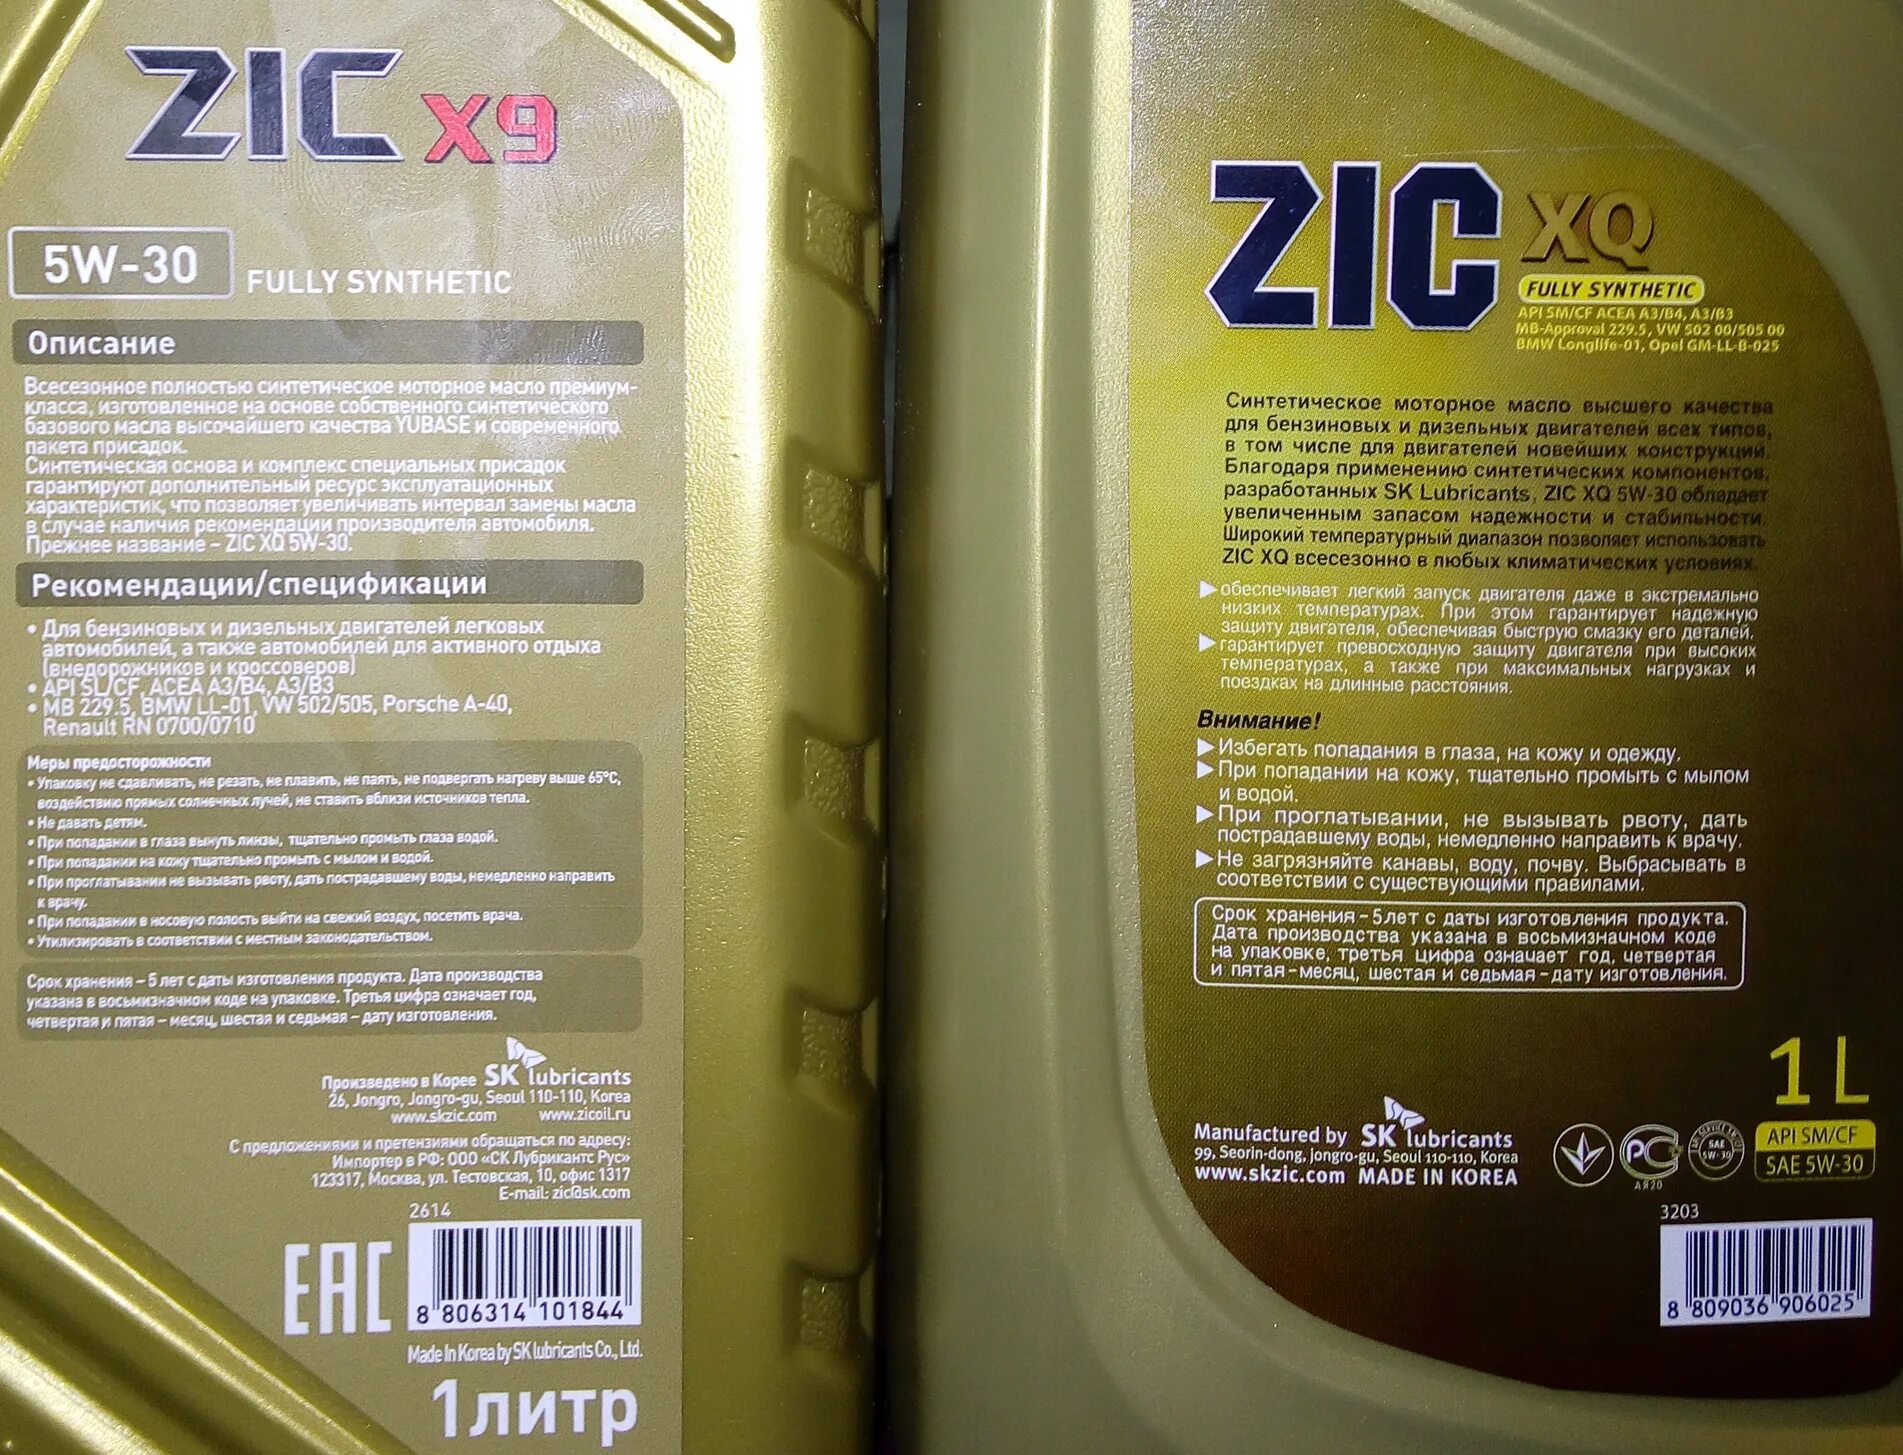 ZIC X9
5W-30 FULLY SYNTHETIC
Описание
Всесезонное полностью синтетическое моторное масло премиум-
класса, изготовленное на основе собственного синтетического
базового масла высочайшего качества YUBASE и современного
пакета присадок.
Синтетическая основа и комплекс специальных присадок
гарантируют дополнительный ресурс эксплуатационных
характеристик, что позволяет увеличивать интервал замены масла
в случае наличия рекомендации производителя автомобиля.
Прежнее название – ZIC XQ 5W-30.
Рекомендации/спецификации
• Для бензиновых и дизельных двигателей легковых
автомобилей, а также автомобилей для активного отдыха
(внедорожников и кроссоверов)
• API SL/CF, ACEA A3/B4, A3/B3
• MB 229.5, BMW LL-01, VW 502/505, Porsche A-40,
Renault RN 0700/0710
Меры предосторожности
• Упаковку не сдавливать, не резать, не плавить, не паять, не подвергать нагреву выше 65°C,
воздействию прямых солнечных лучей, не ставить вблизи источников тепла.
• Не давать детям.
• При попадании в глаза вынуть линзы, тщательно промыть глаза водой.
• При попадании на кожу тщательно промыть с мылом и водой.
• При проглатывании не вызывать рвоту, дать пострадавшему воды, немедленно направить
к врачу.
• При попадании в носовую полость выйти на свежий воздух, посетить врача.
• Утилизировать в соответствии с местным законодательством.
Срок хранения – 5 лет с даты изготовления продукта. Дата производства
указана в восьмизначном коде на упаковке. Третья цифра означает год,
четвертая и пятая – месяц, шестая и седьмая – дату изготовления.
Произведено в Корее SK lubricants
26, Jongro, Jongro-gu, Seoul 110-110, Korea
www.skzic.com www.zicoil.ru
С предложениями и претензиями обращаться по адресу:
Импортер в РФ: ООО «СК Лубрикантс Рус»
123317, Москва, ул. Тестовская, 10, офис 1317
E-mail: zic@sk.com
2614
EAC
8 806314 101844
Made In Korea by SK lubricants Co., Ltd.
1литр
ZIC XQ
FULLY SYNTHETIC
API SM/CF ACEA A3/B4, A3/B3
MB-Approval 229.5, VW 502 00/505 00
BMW Longlife-01, Opel GM-LL-B-025
Синтетическое моторное масло высшего качества
для бензиновых и дизельных двигателей всех типов,
в том числе для двигателей новейших конструкций.
Благодаря применению синтетических компонентов,
разработанных SK Lubricants, ZIC XQ 5W-30 обладает
увеличенным запасом надежности и стабильности.
Широкий температурный диапазон позволяет использовать
ZIC XQ всесезонно в любых климатических условиях.
▶обеспечивает легкий запуск двигателя даже в экстремально
низких температурах. При этом гарантирует надежную
защиту двигателя, обеспечивая быструю смазку его деталей.
▶гарантирует превосходную защиту двигателя при высоких
температурах, а также при максимальных нагрузках и
поездках на длинные расстояния.
Внимание!
▶Избегать попадания в глаза, на кожу и одежду.
▶При попадании на кожу, тщательно промыть с мылом
и водой.
▶При проглатывании, не вызывать рвоту, дать
пострадавшему воды, немедленно направить к врачу.
▶Не загрязняйте канавы, воду, почву. Выбрасывать в
соответствии с существующими правилами.
Срок хранения – 5лет с даты изготовления продукта.
Дата производства указана в восьмизначном коде
на упаковке, третья цифра означает год, четвертая
и пятая-месяц, шестая и седьмая-дату изготовления.
1 L
Manufactured by SK lubricants
99, Seorin-dong, Jongro-gu, Seoul 110-110, Korea
www.skzic.com MADE IN KOREA
РС
АЯ20
SAE
5W-30
API SM/CF
SAE 5W-30
3203
8 809036 906025